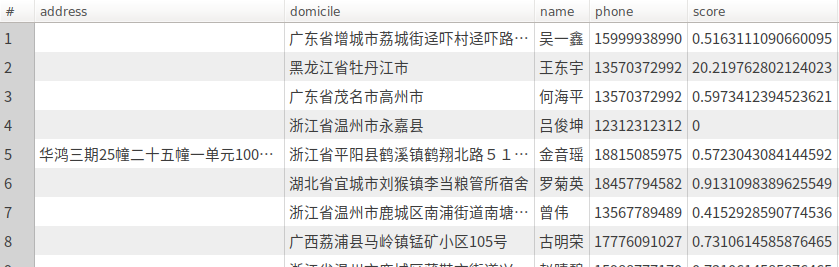 # address domicile name phone score
1 广东省增城市荔城街迳吓村迳吓路… 吴一鑫 15999938990 0.5163111090660095
2 黑龙江省牡丹江市 王东宇 13570372992 20.219762802124023
3 广东省茂名市高州市 何海平 13570372992 0.5973412394523621
4 浙江省温州市永嘉县 吕俊坤 12312312312 0
5 华鸿三期25幢二十五幢一单元100… 浙江省平阳县鹤溪镇鹤翔北路５１… 金音瑶 18815085975 0.5723043084144592
6 湖北省宜城市刘猴镇李当粮管所宿舍 罗菊英 18457794582 0.9131098389625549
7 浙江省温州市鹿城区南浦街道南塘… 曾伟 13567789489 0.4152928590774536
8 广西荔浦县马岭镇锰矿小区105号 古明荣 17776091027 0.7310614585876465